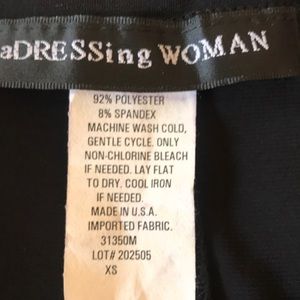 aDRESSing WOMAN
92% POLYESTER
8% SPANDEX
MACHINE WASH COLD,
GENTLE CYCLE. ONLY
NON-CHLORINE BLEACH
IF NEEDED. LAY FLAT
TO DRY. COOL IRON
IF NEEDED.
MADE IN U.S.A.
IMPORTED FABRIC.
31350M
LOT# 202505
XS